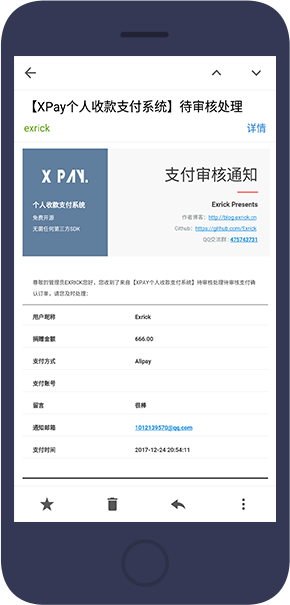 【XPay个人收款支付系统】待审核处理
exrick
详情
X PAY.
个人收款支付系统
免费开源
无需任何第三方SDK
支付审核通知
Exrick Presents
作者博客: http://blog.exrick.cn
Github: https://github.com/Exrick
QQ交流群: 475743731
尊敬的管理员EXRICK您好，您收到了来自【XPAY个人收款支付系统】待审核处理待审核支付确
认订单，请您及时处理：
用户昵称 Exrick
捐赠金额 666.00
支付方式 Alipay
支付账号
留言 很棒
通知邮箱 1012139570@qq.com
支付时间 2017-12-24 20:54:11